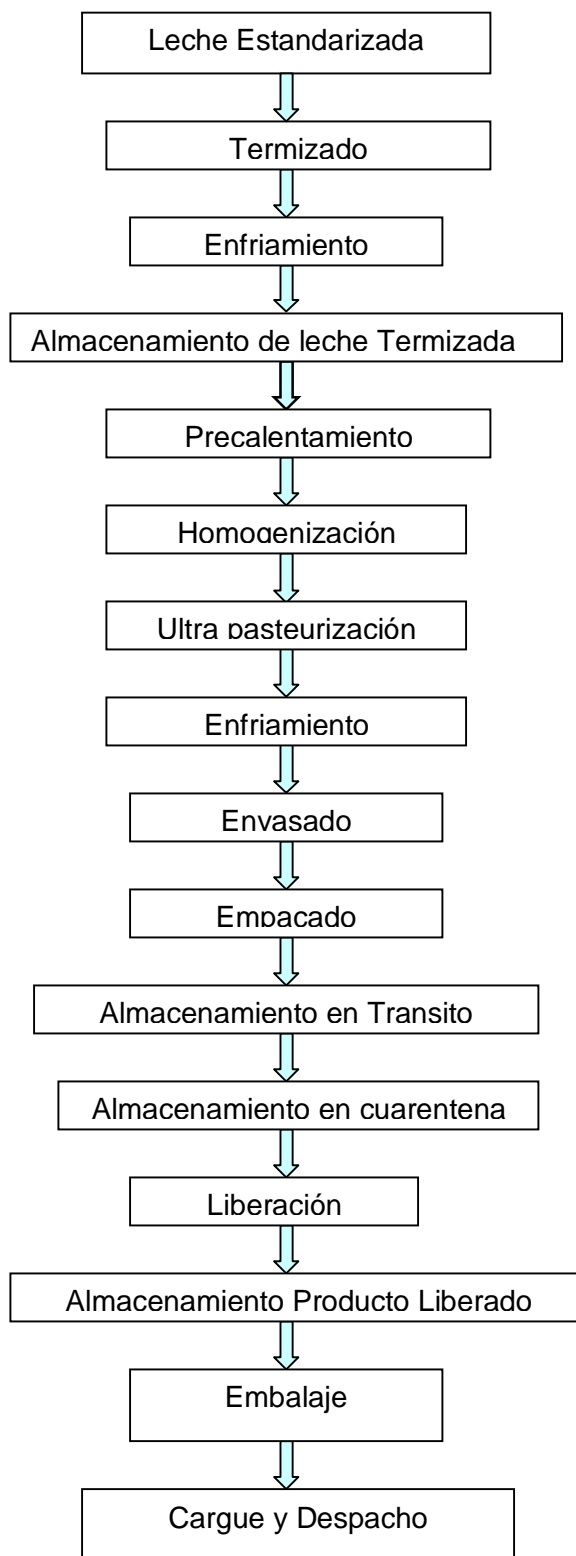 Leche Estandarizada
Termizado
Enfriamiento
Almacenamiento de leche Termizada
Precalentamiento
Homogenización
Ultra pasteurización
Enfriamiento
Envasado
Empacado
Almacenamiento en Transito
Almacenamiento en cuarentena
Liberación
Almacenamiento Producto Liberado
Embalaje
Cargue y Despacho